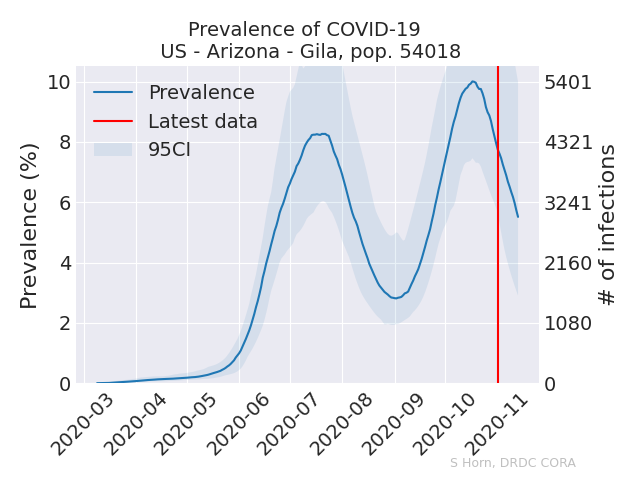 Prevalence of COVID-19
US - Arizona - Gila, pop. 54018
Prevalence
Latest data
95CI
Prevalence (%)
10
8
6
4
2
0
# of infections
5401
4321
3241
2160
1080
0
2020-03
2020-04
2020-05
2020-06
2020-07
2020-08
2020-09
2020-10
2020-11
S Horn, DRDC CORA